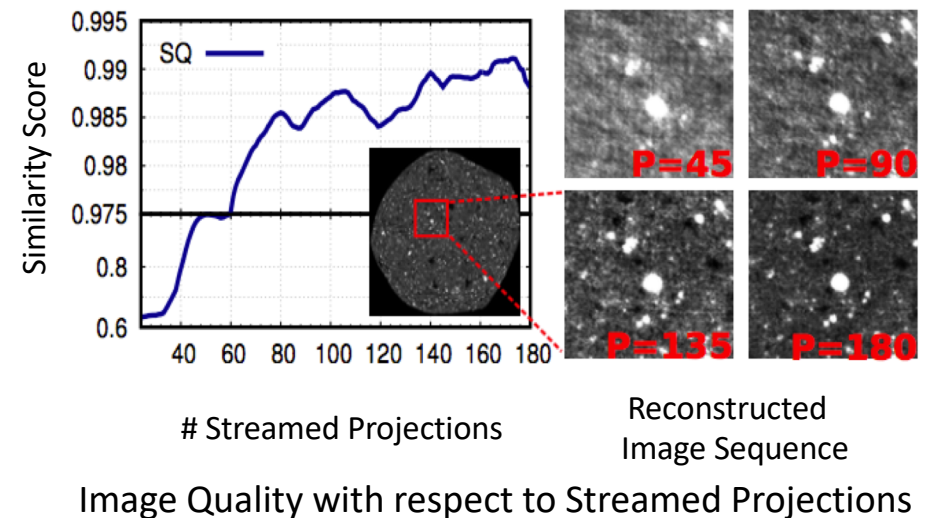 Similarity Score
0.995
0.99
0.985
0.98
0.975
0.8
0.6
SQ
40 60 80 100 120 140 160 180
# Streamed Projections
P=45
P=90
P=135
P=180
Reconstructed
Image Sequence
Image Quality with respect to Streamed Projections